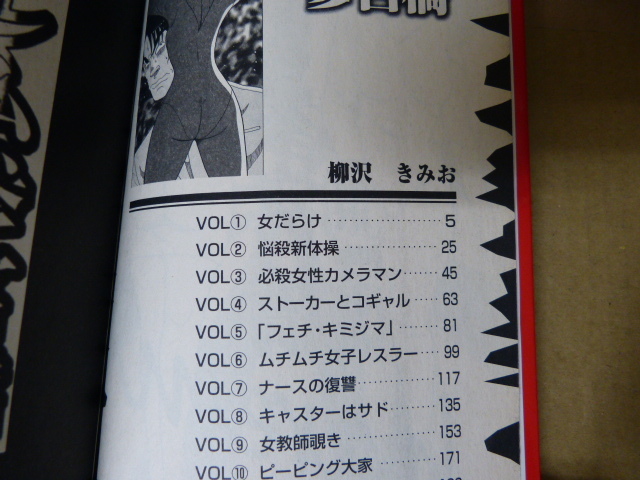 柳沢 きみお
VOL① 女だらけ 5
VOL② 悩殺新体操 25
VOL③ 必殺女性カメラマン 45
VOL④ ストーカーとコギャル 63
VOL⑤ 「フェチ・キミジマ」 81
VOL⑥ ムチムチ女子レスラー 99
VOL⑦ ナースの復讐 117
VOL⑧ キャスターはサド 135
VOL⑨ 女教師覗き 153
VOL⑩ ピーピング大家 171